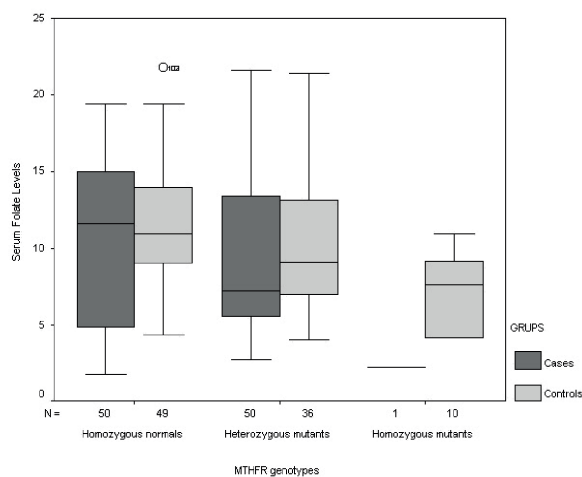 25
20
15
10
5
0
Serum Folate Levels
N = 50 49 50 36 1 10
Homozygous normals Heterozygous mutants Homozygous mutants
MTHFR genotypes
GRUPS
Cases
Controls